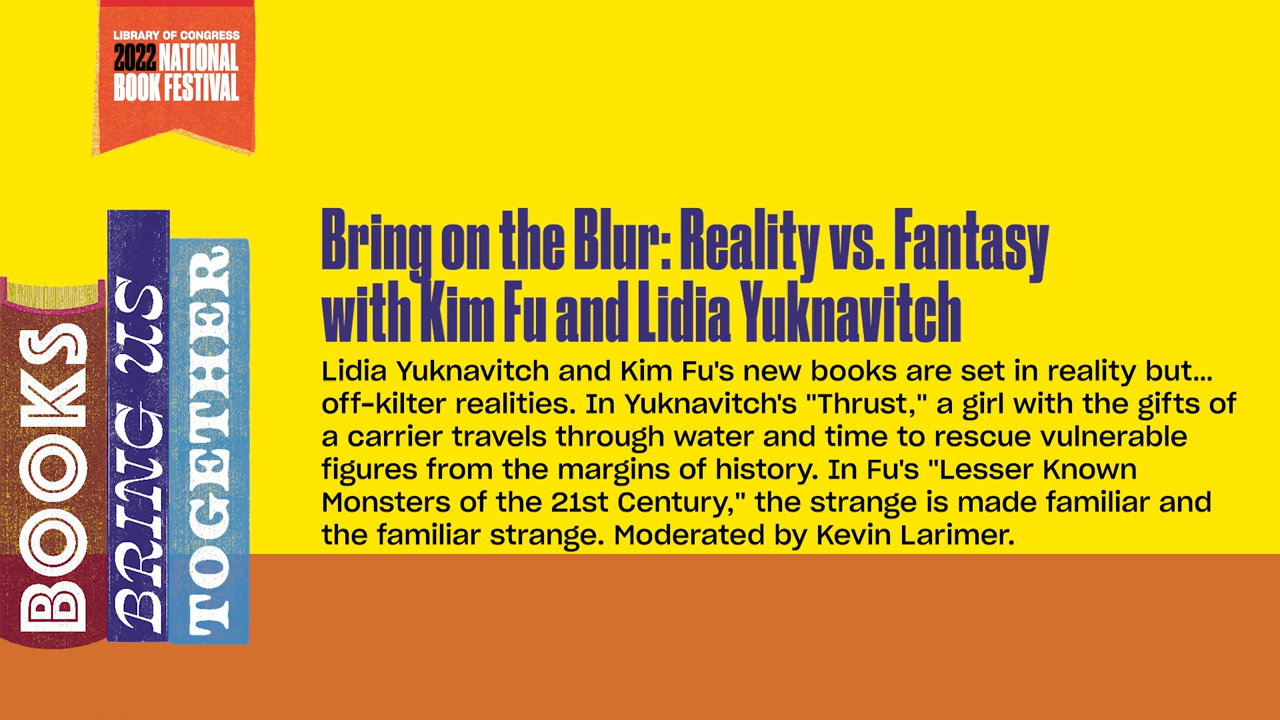 LIBRARY OF CONGRESS
2022 NATIONAL
BOOK FESTIVAL
BOOKS
BRING US
TOGETHER
Bring on the Blur: Reality vs. Fantasy
with Kim Fu and Lidia Yuknavitch
Lidia Yuknavitch and Kim Fu's new books are set in reality but...
off-kilter realities. In Yuknavitch's "Thrust," a girl with the gifts of
a carrier travels through water and time to rescue vulnerable
figures from the margins of history. In Fu's "Lesser Known
Monsters of the 21st Century," the strange is made familiar and
the familiar strange. Moderated by Kevin Larimer.